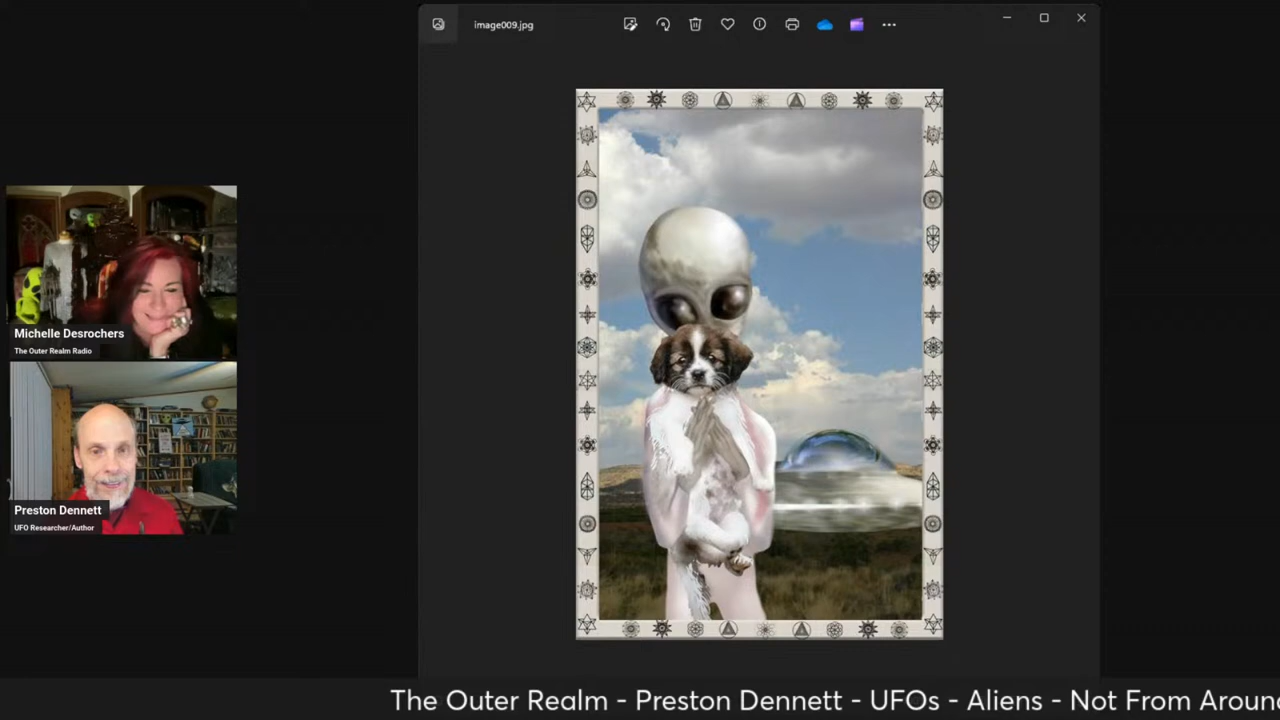 image009.jpg
Michelle Desrochers
The Outer Realm Radio
Preston Dennett
UFO Researcher/Author
The Outer Realm - Preston Dennett - UFOs - Aliens - Not From Aroun